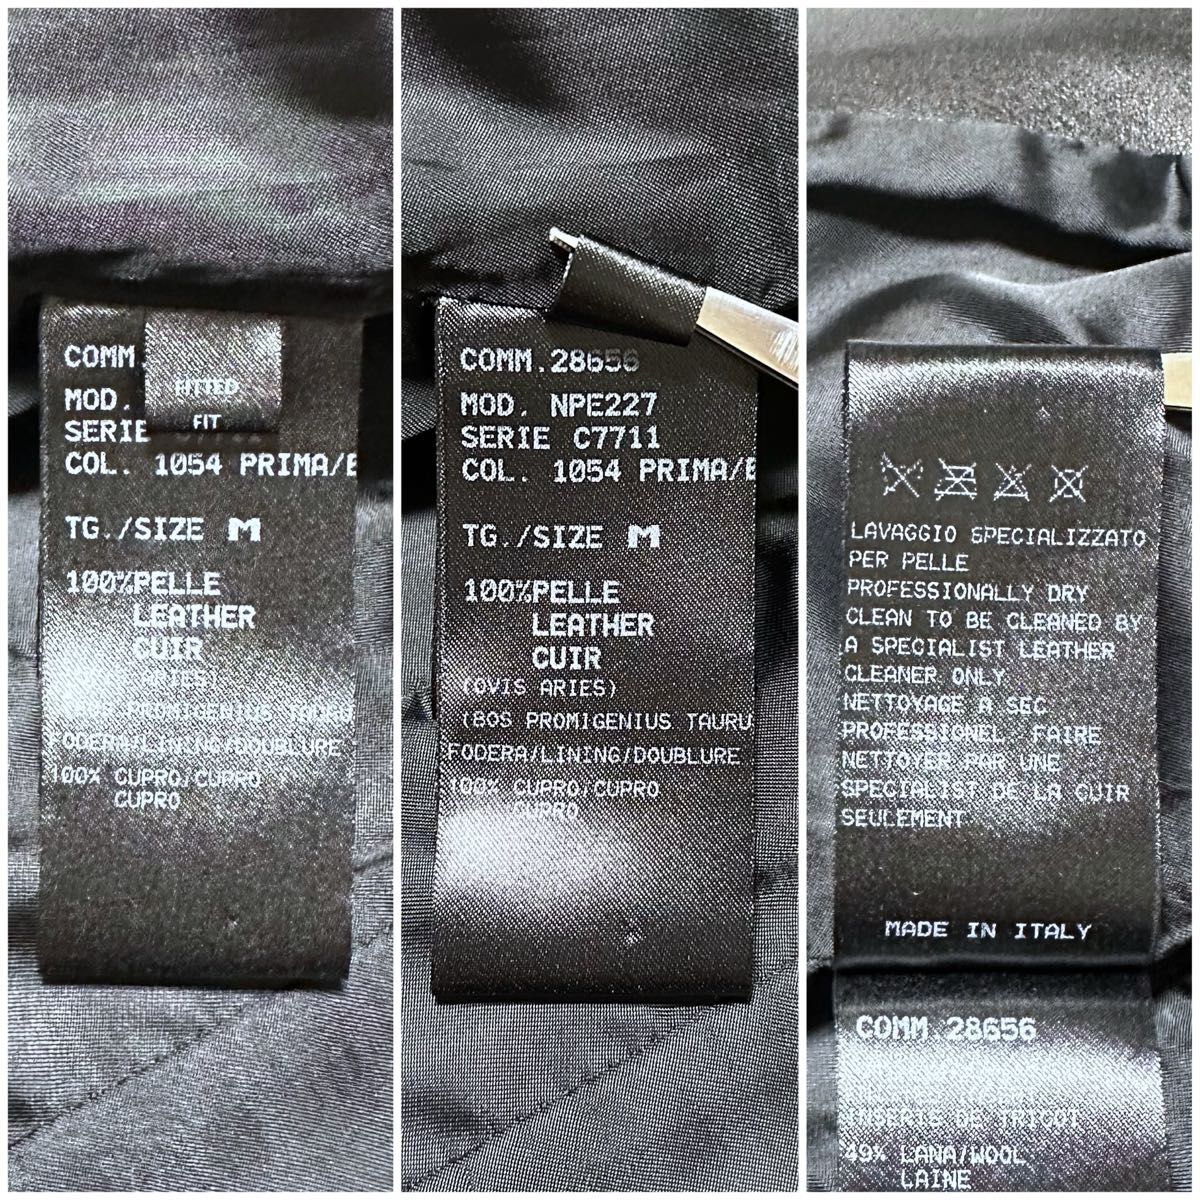 COMM.
FITTED
MOD.
FIT
SERIE
COL. 1054 PRIMA/B
TG./SIZE M
100%PELLE
LEATHER
CUIR
TAURU
FODERA/LINING/DOUBLURE
100% CUPRO/CUPRO
CUPRO
COMM.28656
MOD. NPE227
SERIE C7711
COL. 1054 PRIMA/B
TG./SIZE M
100%PELLE
LEATHER
CUIR
(OVIS ARIES)
(BOS PROMIGENIUS TAURU
FODERA/LINING/DOUBLURE
100% CUPRO/CUPRO
CUPRO
LAVAGGIO SPECIALIZZATO
PER PELLE
PROFESSIONALLY DRY
CLEAN TO BE CLEANED BY
A SPECIALIST LEATHER
CLEANER ONLY
NETTOYAGE A SEC
PROFESSIONEL. FAIRE
NETTOYER PAR UNE
SPECIALIST DE LA CUIR
SEULEMENT
MADE IN ITALY
COMM.28656
INSERTS DE TRICOT
49% LANA/WOOL
LAINE